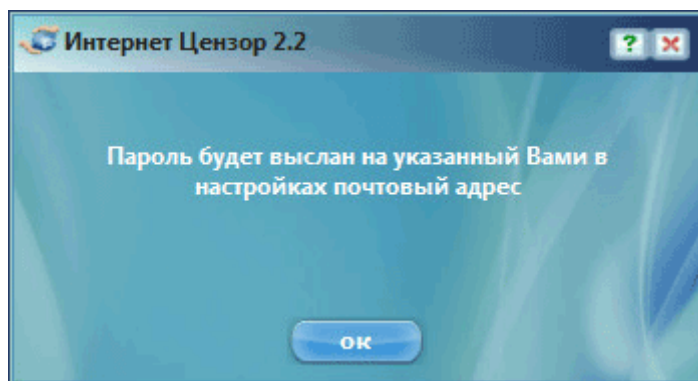 Интернет Цензор 2.2
Пароль будет выслан на указанный Вами в
настройках почтовый адрес
ок